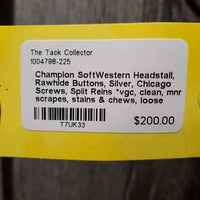 The Tack Collector
1004798-225
Champion SoftWestern Headstall,
Rawhide Buttons, Silver, Chicago
Screws, Split Reins *vgc, clean, mnr
scrapes, stains & chews, loose
$200.00
T7UK33